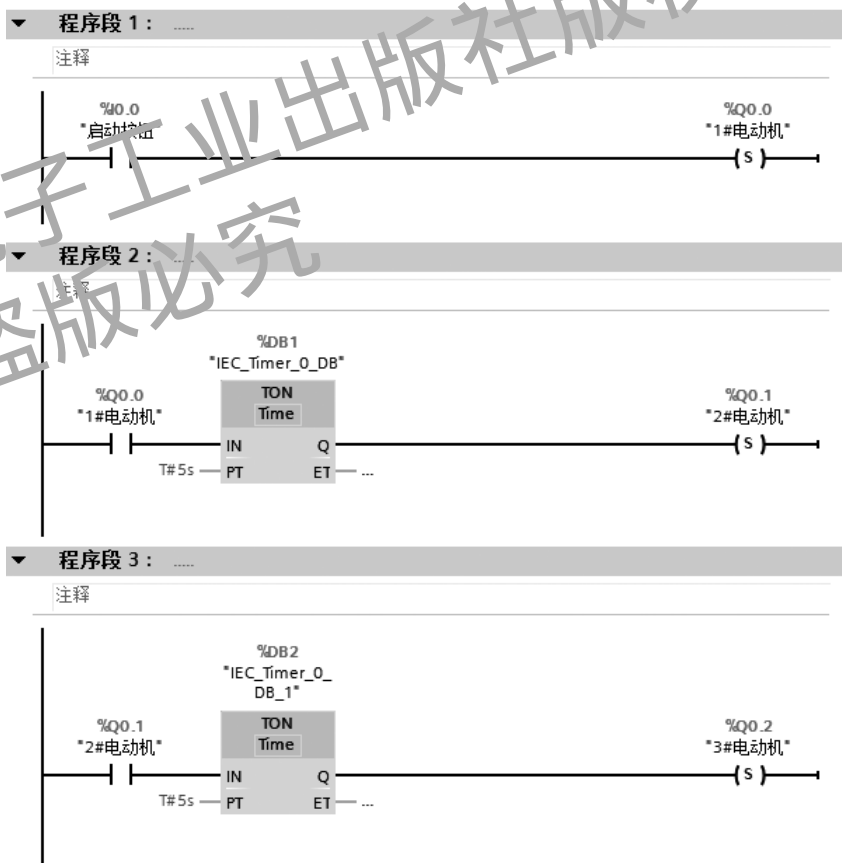 程序段 1： .....
注释
%I0.0
"启动按钮"
%Q0.0
"1#电动机"
( S )
程序段 2： .....
注释
%DB1
"IEC_Timer_0_DB"
%Q0.0
"1#电动机"
TON
Time
%Q0.1
"2#电动机"
( S )
IN Q
T#5s PT ET ...
程序段 3： .....
注释
%DB2
"IEC_Timer_0_
DB_1"
%Q0.1
"2#电动机"
TON
Time
%Q0.2
"3#电动机"
( S )
IN Q
T#5s PT ET ...
子工业出版社版权
盗版必究